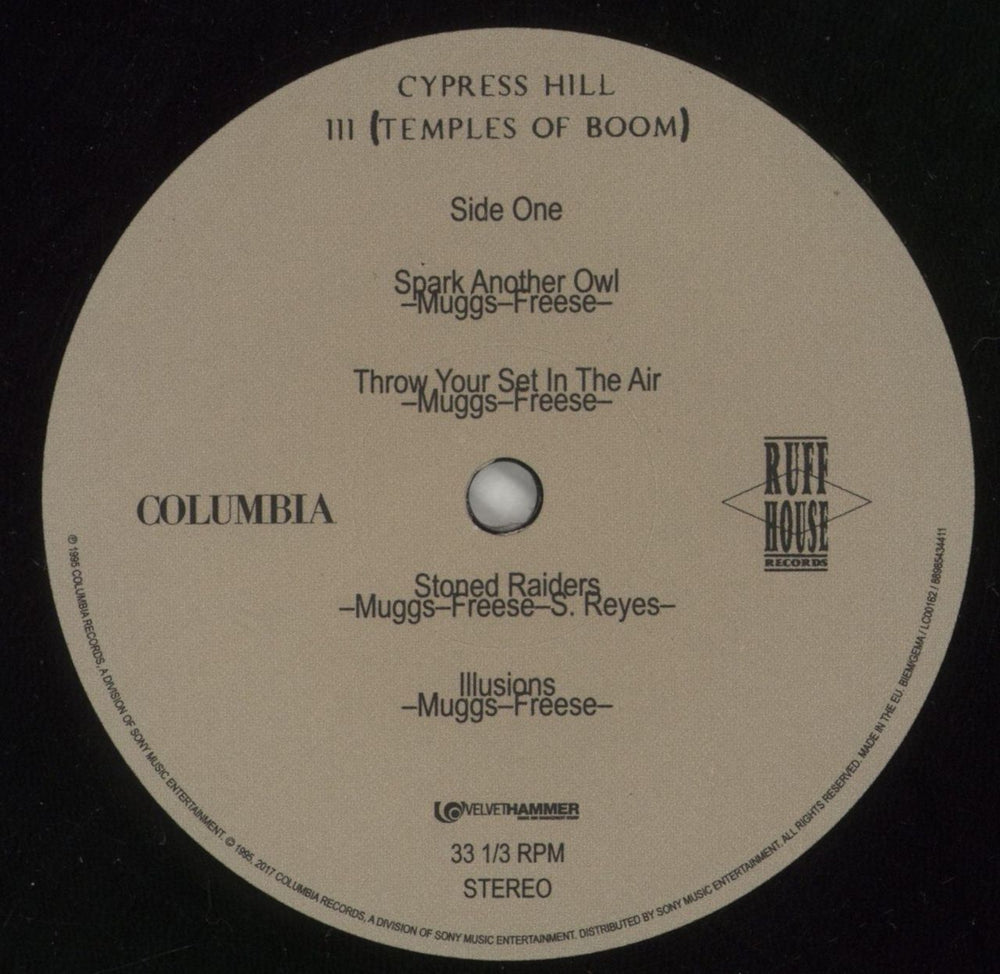 CYPRESS HILL
III (TEMPLES OF BOOM)
Side One
Spark Another Owl
–Muggs–Freese–
Throw Your Set In The Air
–Muggs–Freese–
COLUMBIA
RUFF
HOUSE
RECORDS
Stoned Raiders
–Muggs–Freese–S. Reyes–
Illusions
–Muggs–Freese–
VELVETHAMMER
33 1/3 RPM
STEREO
℗ 1995 COLUMBIA RECORDS, A DIVISION OF SONY MUSIC ENTERTAINMENT. © 1995, 2017 COLUMBIA RECORDS, A DIVISION OF SONY MUSIC ENTERTAINMENT. DISTRIBUTED BY SONY MUSIC ENTERTAINMENT. ALL RIGHTS RESERVED. MADE IN THE EU. BIEM/GEMA / LC00162 / 88985434411